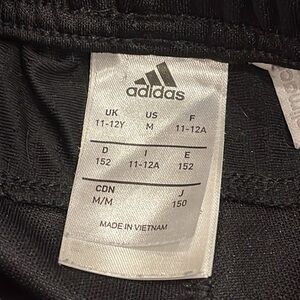 adidas
UK US F
11-12Y M 11-12A
D I E
152 11-12A 152
CDN J
M/M 150
MADE IN VIETNAM